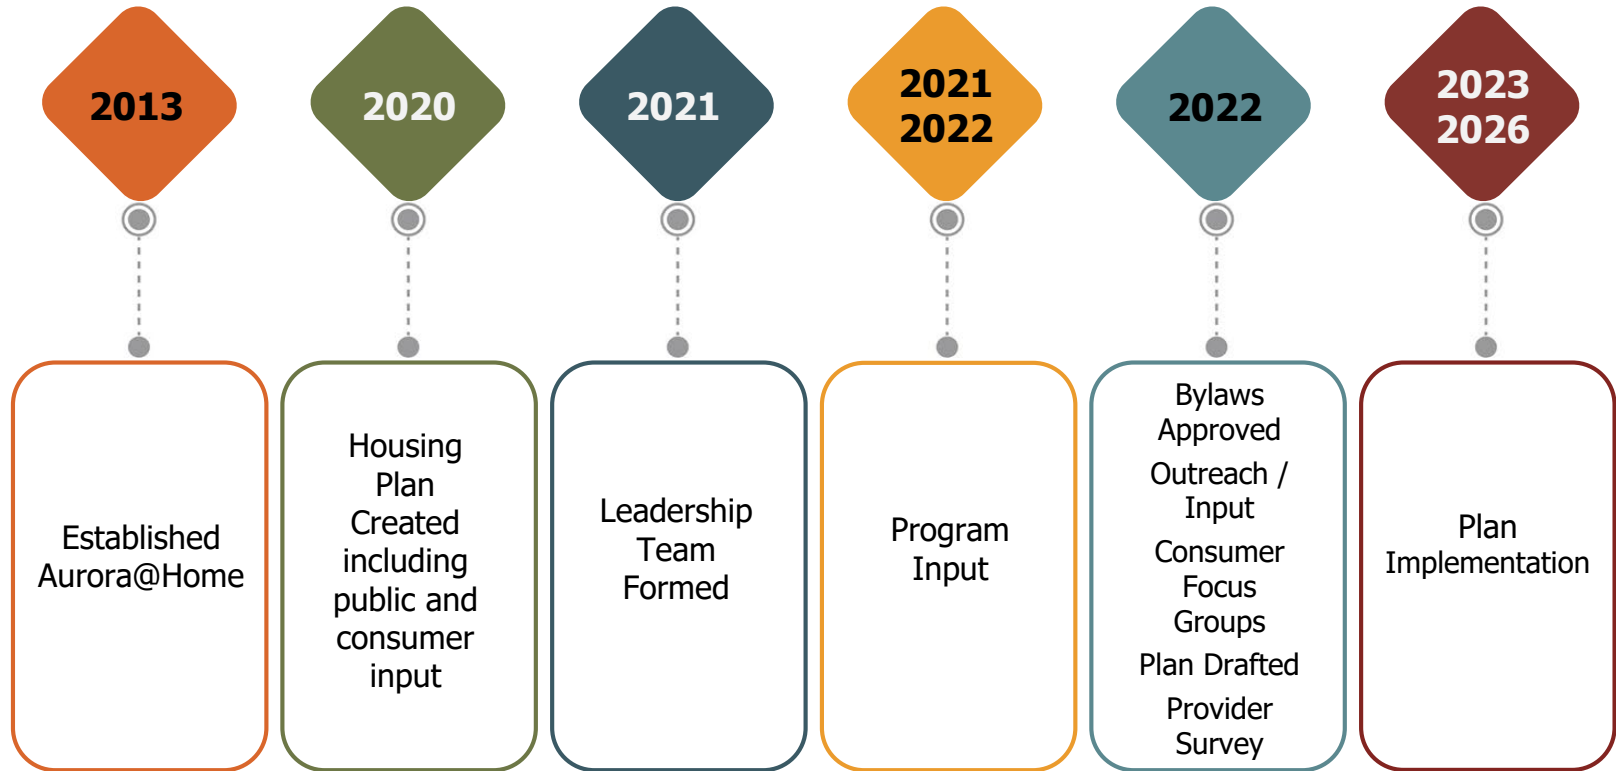 2013
2020
2021
2021
2022
2022
2023
2026
Established
Aurora@Home
Housing
Plan
Created
including
public and
consumer
input
Leadership
Team
Formed
Program
Input
Bylaws
Approved
Outreach /
Input
Consumer
Focus
Groups
Plan Drafted
Provider
Survey
Plan
Implementation